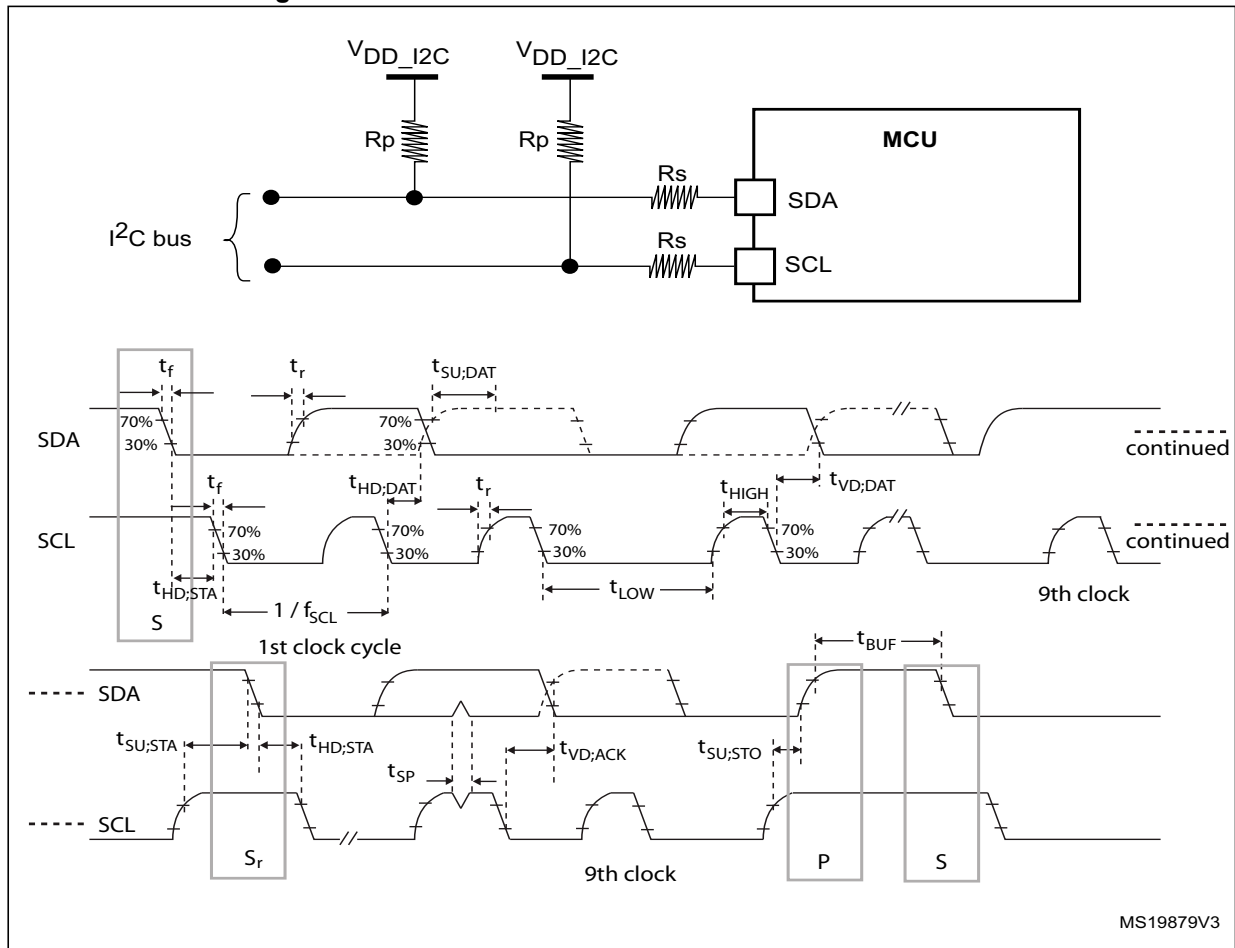 VDD_I2C VDD_I2C
Rp Rp
MCU
Rs
SDA
I2C bus
Rs
SCL
tf tr tSU;DAT
70% 70%
SDA 30% 30%
continued
tf tHD;DAT tr tHIGH tVD;DAT
70% 70% 70%
SCL 30% 30% 30% 30%
continued
tHD;STA tLOW
1 / fSCL 9th clock
S
1st clock cycle
tBUF
SDA
tSU;STA tHD;STA tVD;ACK tSU;STO
tSP
SCL
Sr P S
9th clock
MS19879V3